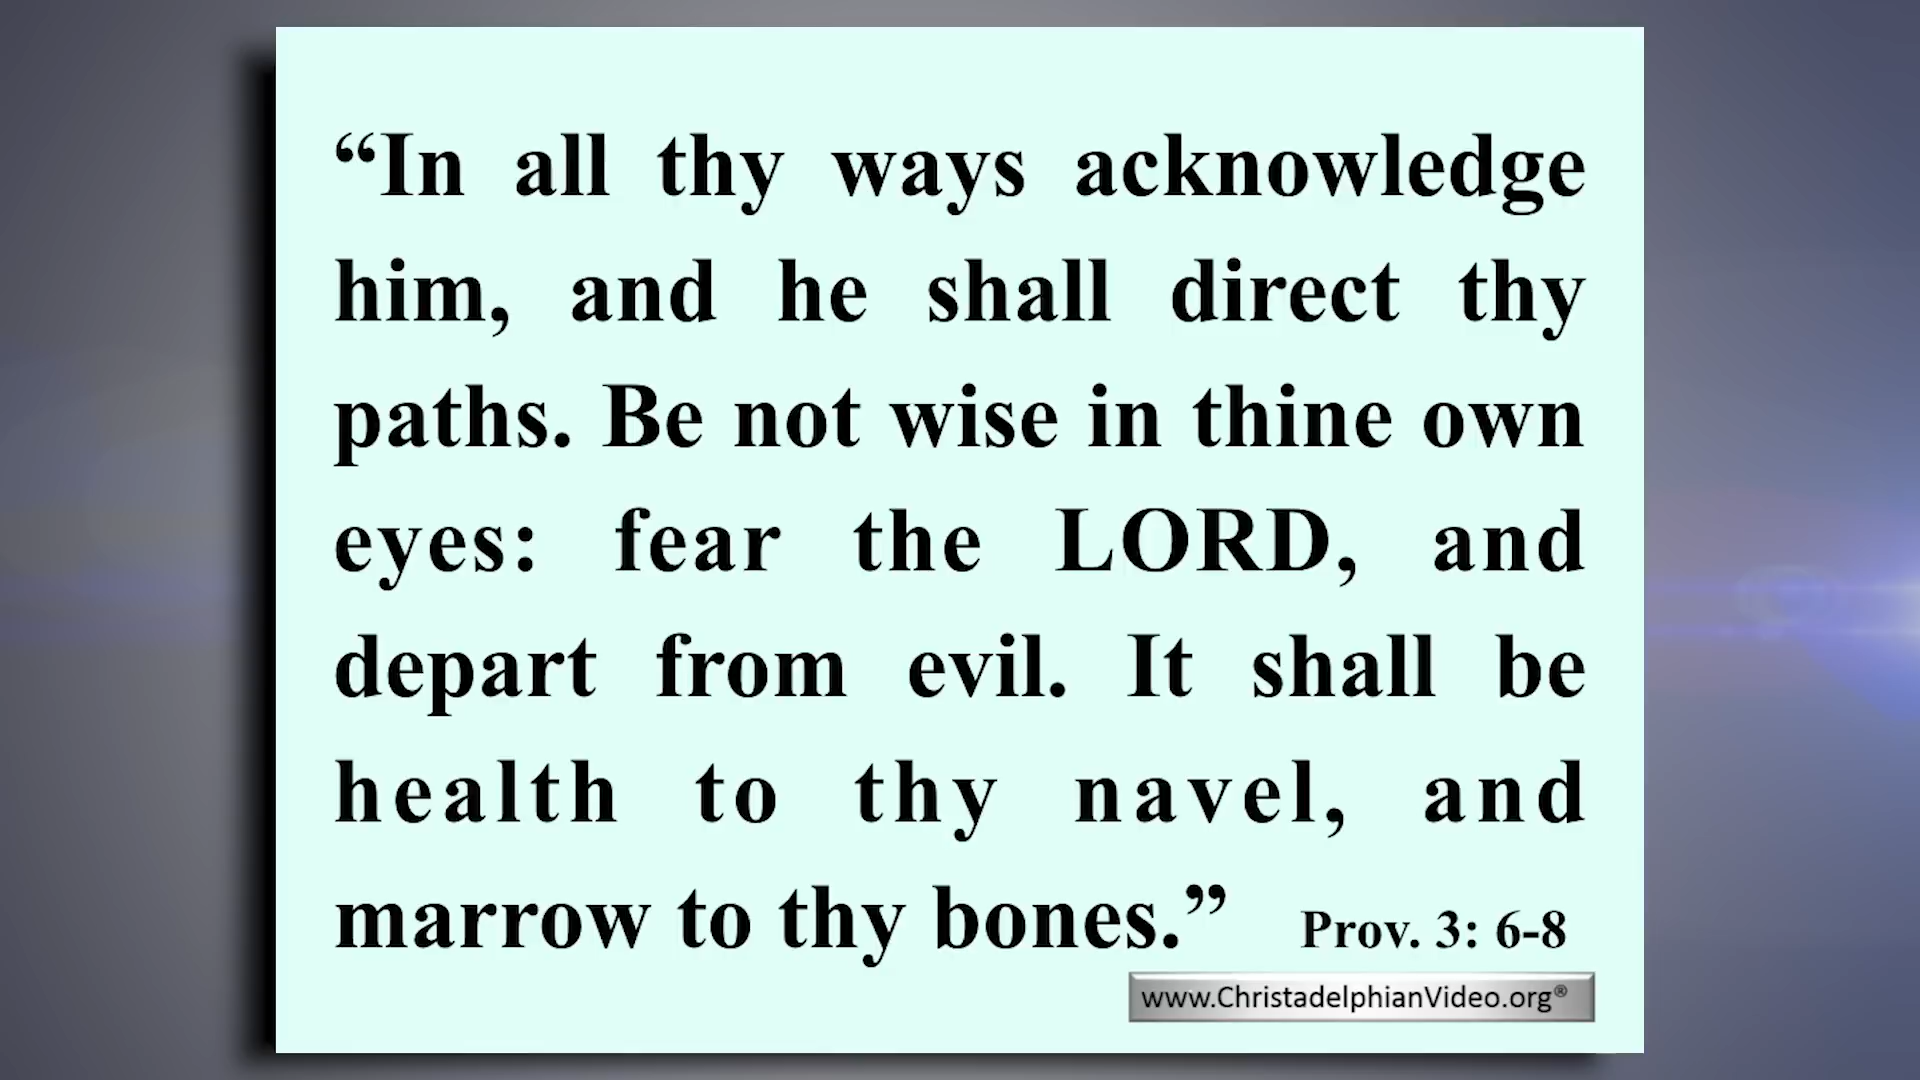 “In all thy ways acknowledge
him, and he shall direct thy
paths. Be not wise in thine own
eyes: fear the LORD, and
depart from evil. It shall be
health to thy navel, and
marrow to thy bones.” Prov. 3: 6-8
www.ChristadelphianVideo.org®